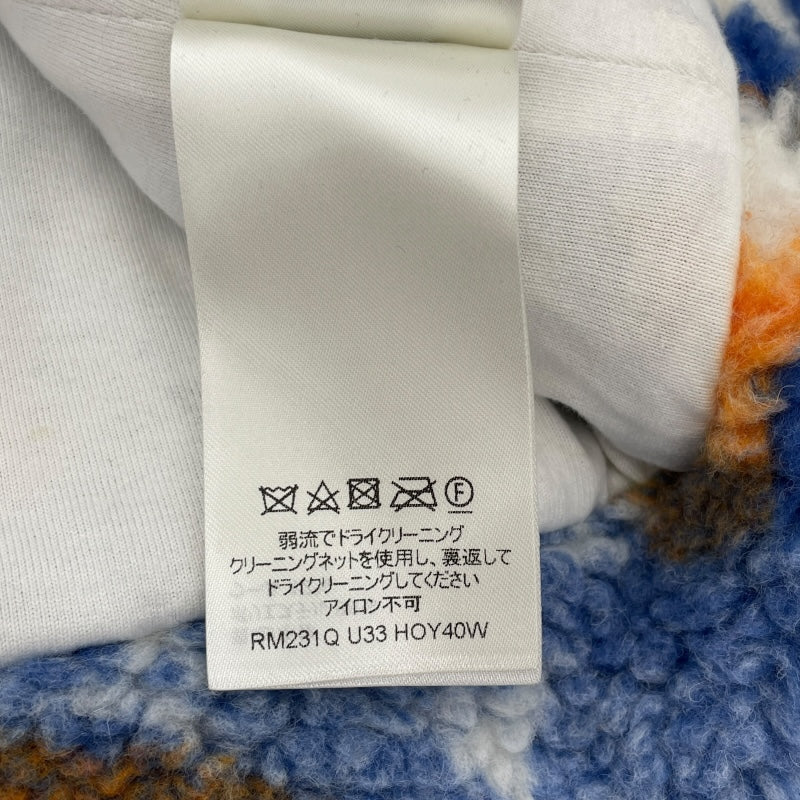 F
弱流でドライクリーニング
クリーニングネットを使用し、裏返して
ドライクリーニングしてください
アイロン不可
RM231Q U33 HOY40W